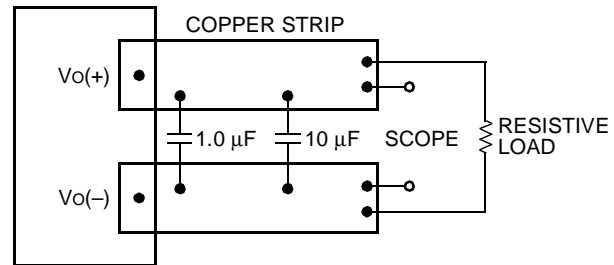 COPPER STRIP
VO(+)
1.0 μF
10 μF
SCOPE
RESISTIVE
LOAD
VO(–)